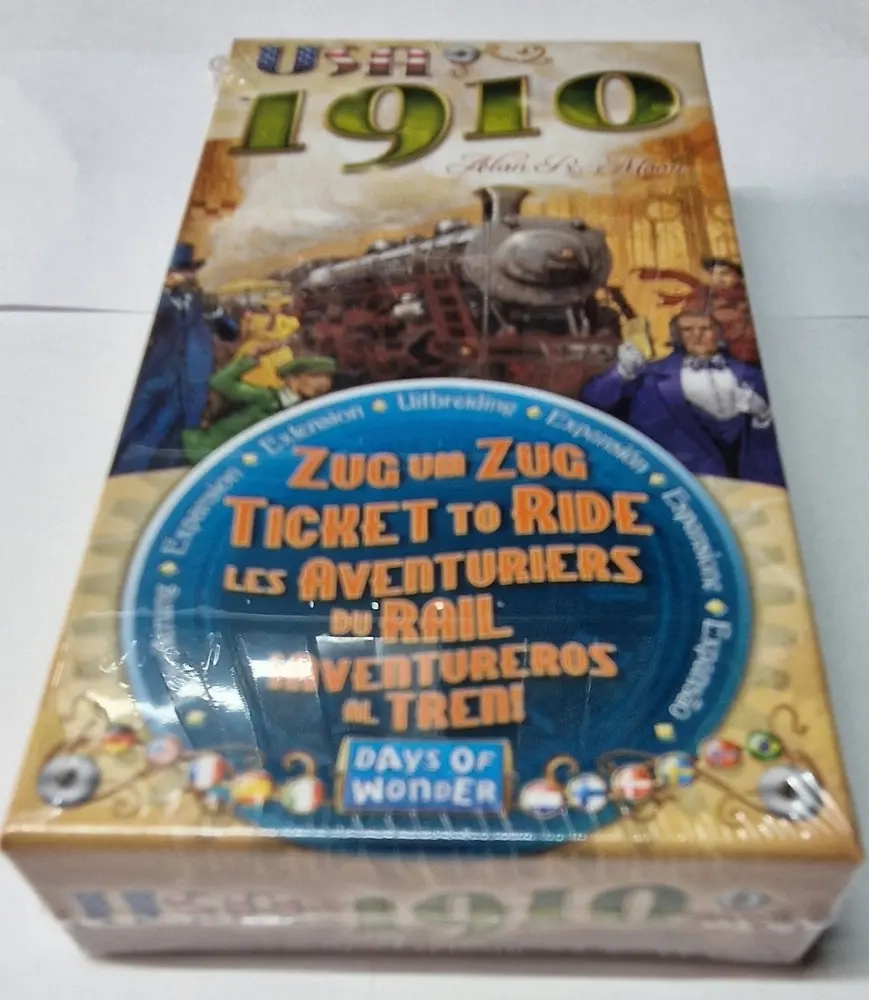 USA
1910
Alan R. Moon
Expansion • Extension • Uitbreiding • Expansión • Espansione • Expansão
ZUG UM ZUG
TICKET TO RIDE
LES AVENTURIERS
DU RAIL
¡AVENTUREROS
AL TREN!
DAYS OF
WONDER
USA 1910